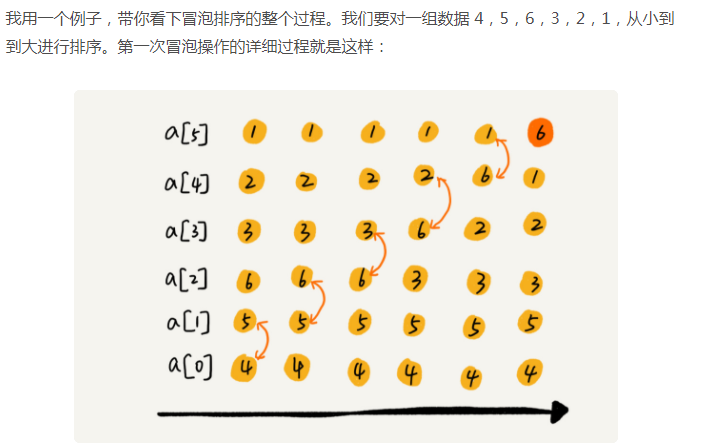 我用一个例子，带你看下冒泡排序的整个过程。我们要对一组数据 4，5，6，3，2，1，从小到
到大进行排序。第一次冒泡操作的详细过程就是这样：
a[5] 1 1 1 1 1 6
a[4] 2 2 2 2 6 1
a[3] 3 3 3 6 2 2
a[2] 6 6 6 3 3 3
a[1] 5 5 5 5 5 5
a[0] 4 4 4 4 4 4